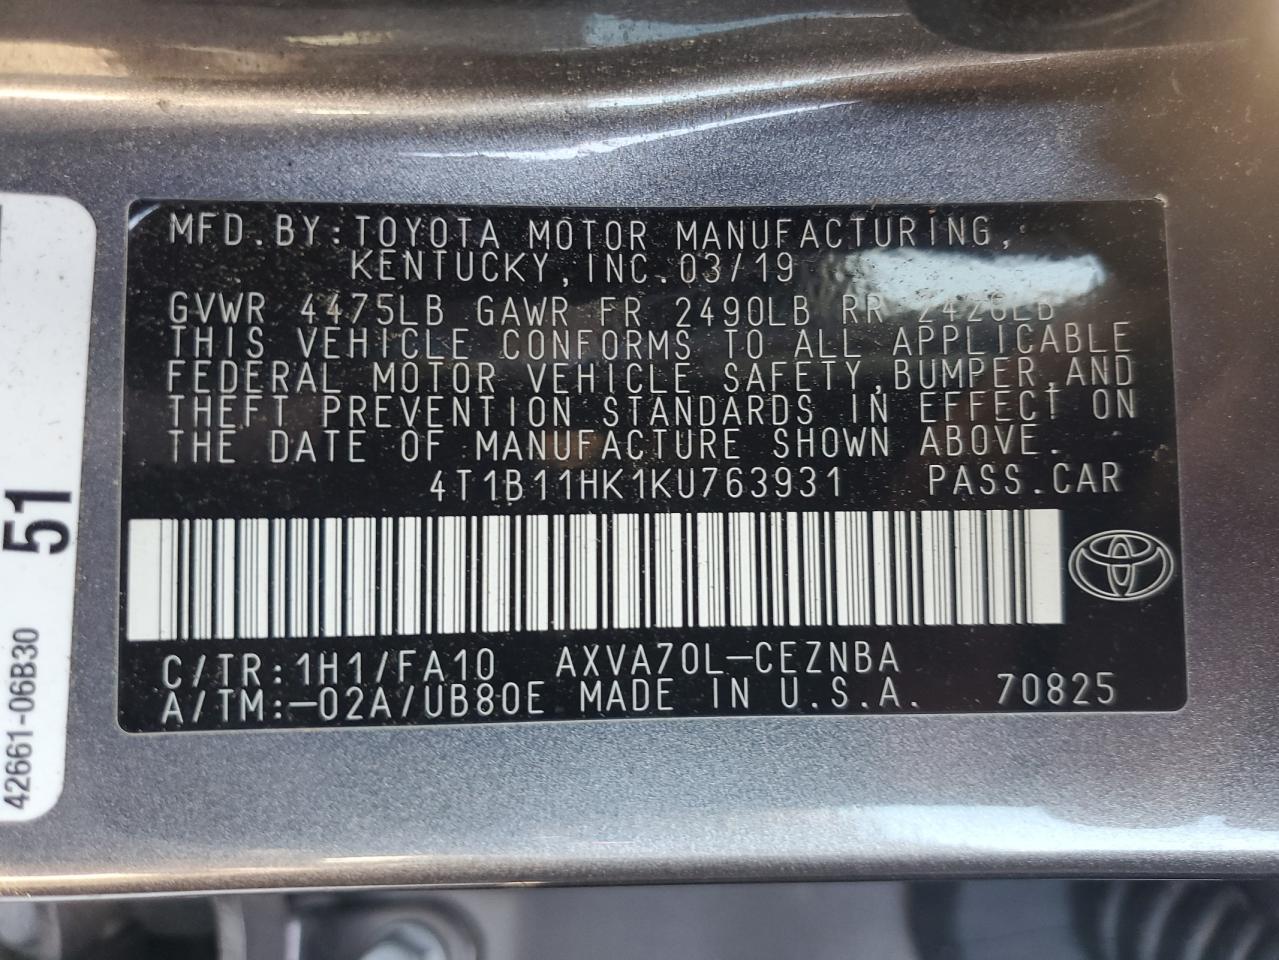 MFD.BY:TOYOTA MOTOR MANUFACTURING,
KENTUCKY,INC.03/19
GVWR 4475LB GAWR FR 2490LB RR
THIS VEHICLE CONFORMS TO ALL APPLICABLE
FEDERAL MOTOR VEHICLE SAFETY,BUMPER,AND
THEFT PREVENTION STANDARDS IN EFFECT ON
THE DATE OF MANUFACTURE SHOWN ABOVE.
4T1B11HK1KU763931 PASS.CAR
C/TR:1H1/FA10 AXVA70L-CEZNBA
A/TM:-02A/UB80E MADE IN U.S.A. 70825
51
42661-06B30